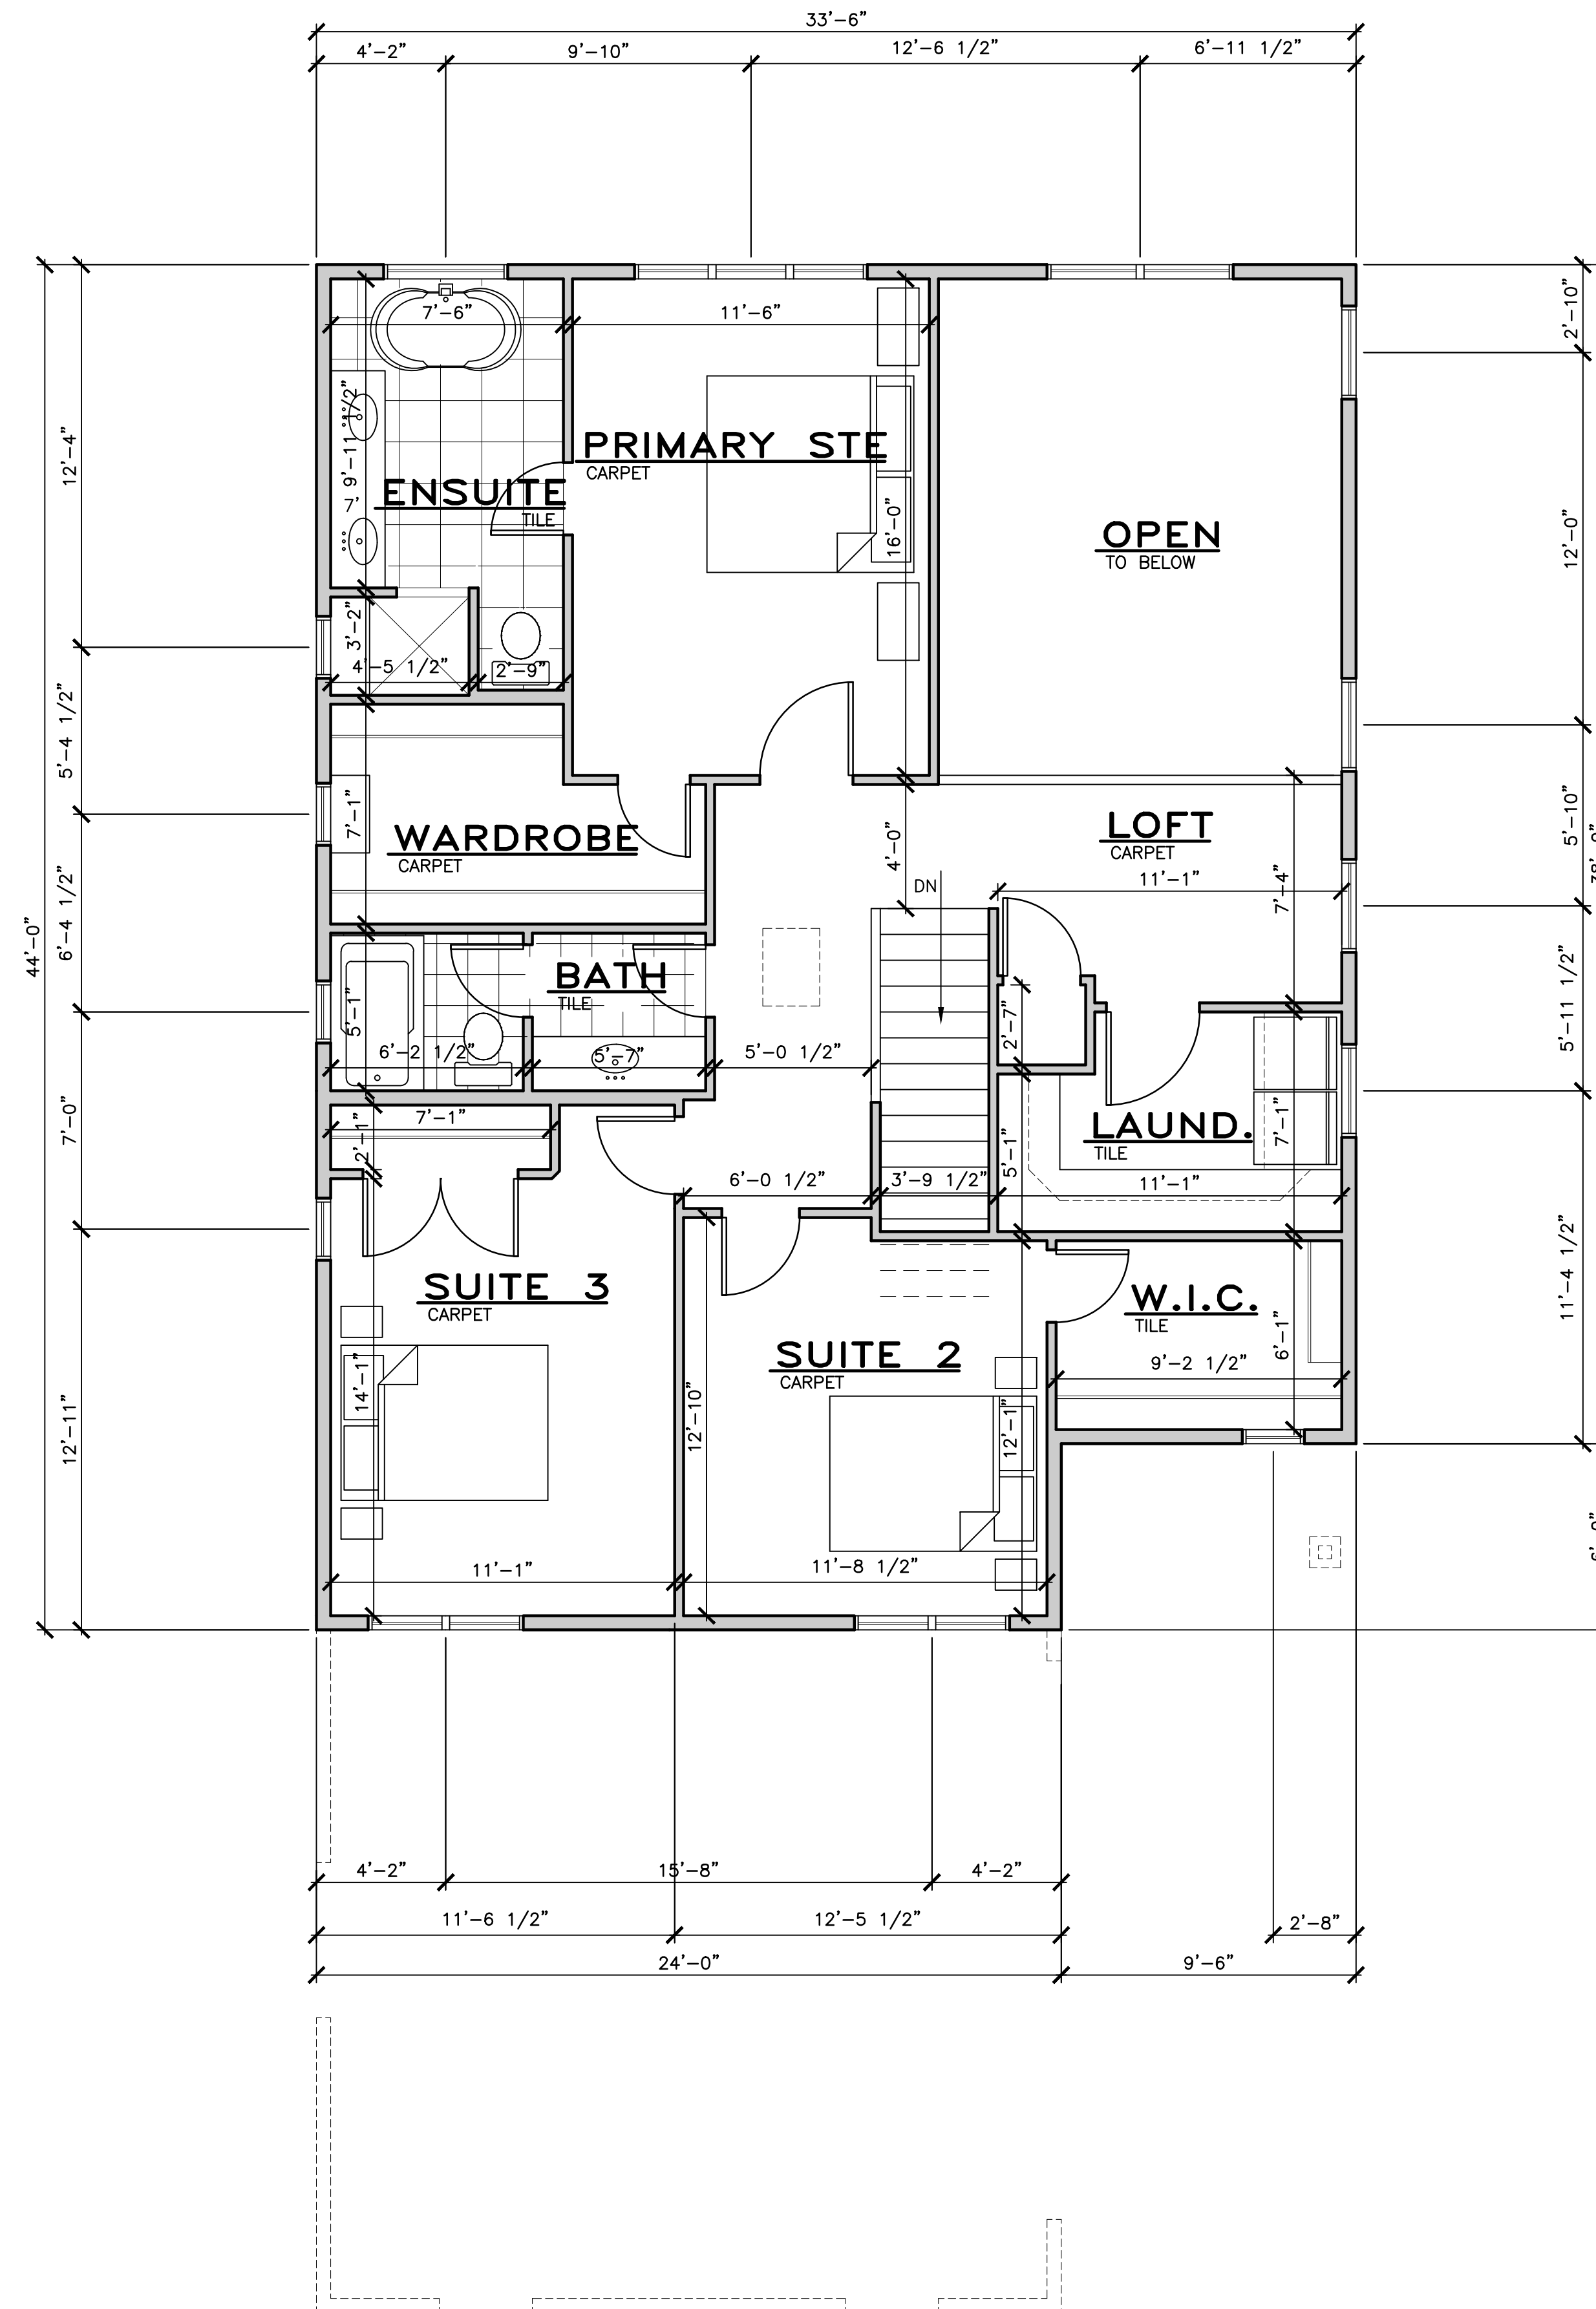 33'-6"
4'-2" 9'-10" 12'-6 1/2" 6'-11 1/2"
2'-10"
7'-6" 11'-6"
12'-4"
9'-11 1/2"
PRIMARY STE
CARPET
7'
ENSUITE
TILE
16'-0"
OPEN
TO BELOW
12'-0"
3'-2"
4'-5 1/2" 2'-9"
5'-4 1/2"
7'-1"
WARDROBE
CARPET
4'-0"
LOFT
CARPET
5'-10"
DN
11'-1"
7'-4"
6'-4 1/2"
44'-0"
BATH
TILE
5'-1"
6'-2 1/2" 5'-7" 5'-0 1/2"
2'-7"
5'-11 1/2"
7'-0"
7'-1"
2'-1"
LAUND.
TILE
7'-1"
5'-1"
6'-0 1/2" 3'-9 1/2" 11'-1"
SUITE 3
CARPET
W.I.C.
TILE
11'-4 1/2"
6'-1"
SUITE 2
CARPET
9'-2 1/2"
14'-1"
12'-10"
12'-1"
12'-11"
11'-1" 11'-8 1/2"
4'-2" 15'-8" 4'-2"
11'-6 1/2" 12'-5 1/2" 2'-8"
24'-0" 9'-6"